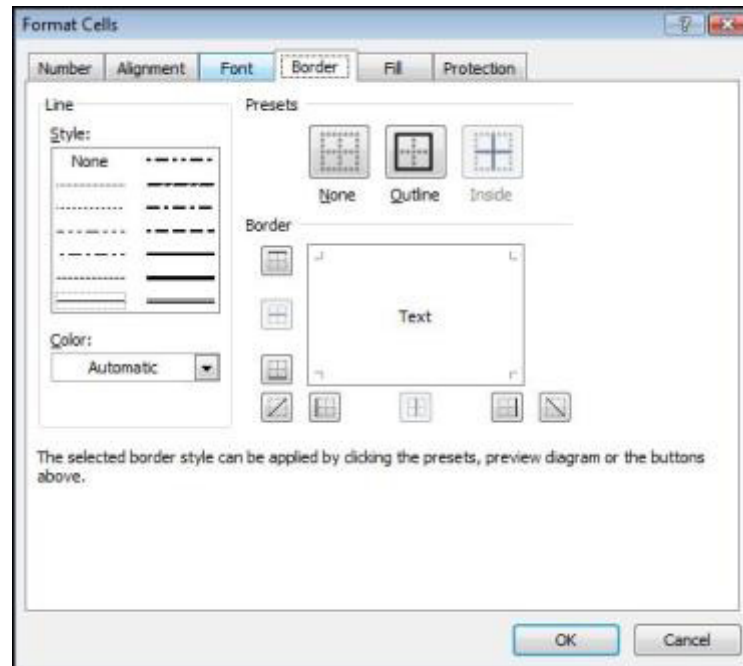 Format Cells
Number Alignment Font Border Fill Protection
Line
Style:
None
Color:
Automatic
Presets
None Outline Inside
Border
Text
The selected border style can be applied by clicking the presets, preview diagram or the buttons
above.
OK Cancel